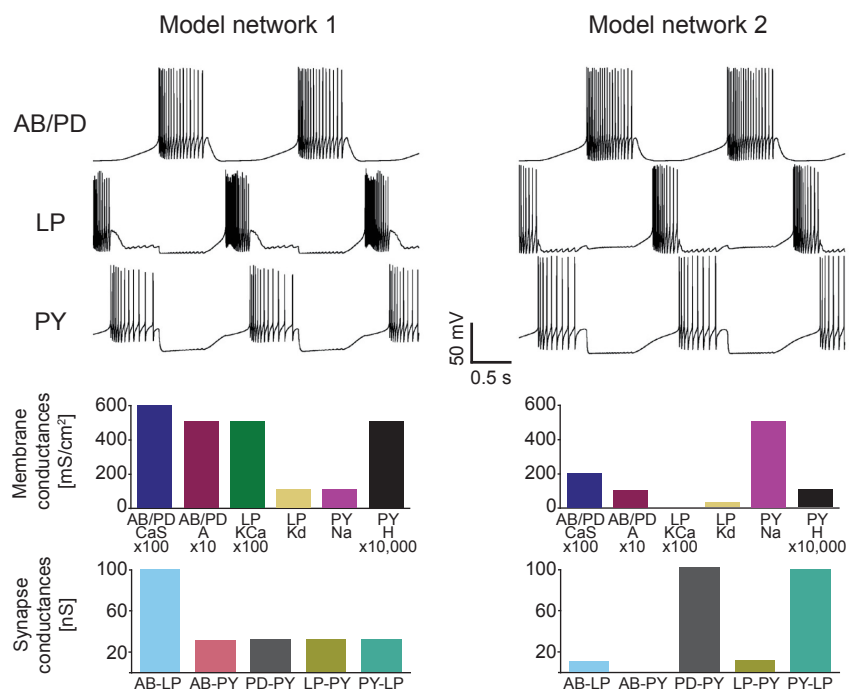 Model network 1
Model network 2
AB/PD
LP
PY
50 mV
0.5 s
Membrane
conductances
[mS/cm²]
600
400
200
0
AB/PD AB/PD LP LP PY PY
CaS A KCa Kd Na H
x100 x10 x100 x10,000
600
400
200
0
AB/PD AB/PD LP LP PY PY
CaS A KCa Kd Na H
x100 x10 x100 x10,000
Synapse
conductances
[nS]
100
60
20
AB-LP AB-PY PD-PY LP-PY PY-LP
100
60
20
AB-LP AB-PY PD-PY LP-PY PY-LP